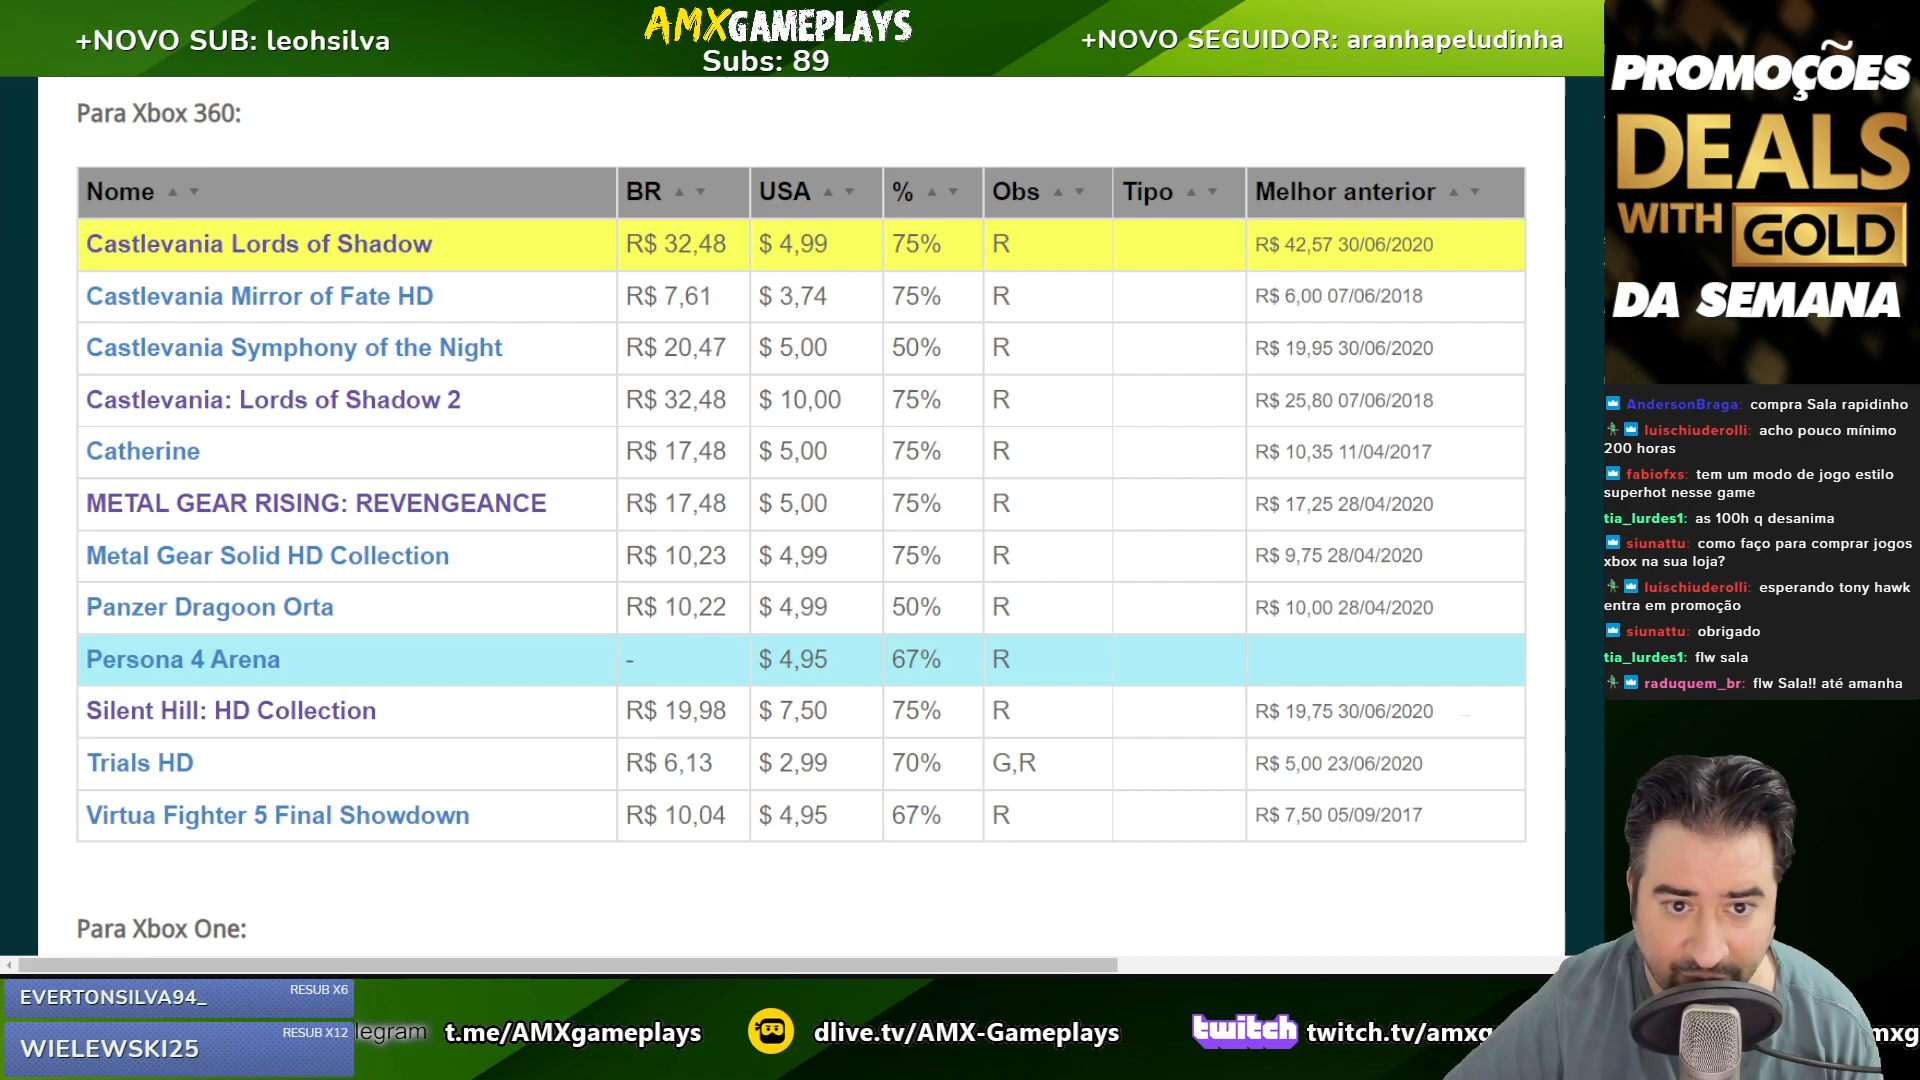 +NOVO SUB: leohsilva
AMXGAMEPLAYS
Subs: 89
+NOVO SEGUIDOR: aranhapeludinha
PROMOÇÕES
DEALS
WITH GOLD
DA SEMANA
Para Xbox 360:
Nome BR USA % Obs Tipo Melhor anterior
Castlevania Lords of Shadow R$ 32,48 $ 4,99 75% R R$ 42,57 30/06/2020
Castlevania Mirror of Fate HD R$ 7,61 $ 3,74 75% R R$ 6,00 07/06/2018
Castlevania Symphony of the Night R$ 20,47 $ 5,00 50% R R$ 19,95 30/06/2020
Castlevania: Lords of Shadow 2 R$ 32,48 $ 10,00 75% R R$ 25,80 07/06/2018
Catherine R$ 17,48 $ 5,00 75% R R$ 10,35 11/04/2017
METAL GEAR RISING: REVENGEANCE R$ 17,48 $ 5,00 75% R R$ 17,25 28/04/2020
Metal Gear Solid HD Collection R$ 10,23 $ 4,99 75% R R$ 9,75 28/04/2020
Panzer Dragoon Orta R$ 10,22 $ 4,99 50% R R$ 10,00 28/04/2020
Persona 4 Arena - $ 4,95 67% R
Silent Hill: HD Collection R$ 19,98 $ 7,50 75% R R$ 19,75 30/06/2020
Trials HD R$ 6,13 $ 2,99 70% G,R R$ 5,00 23/06/2020
Virtua Fighter 5 Final Showdown R$ 10,04 $ 4,95 67% R R$ 7,50 05/09/2017
Para Xbox One:
AndersonBraga: compra Sala rapidinho
luischiuderolli: acho pouco mínimo
200 horas
fabiofxs: tem um modo de jogo estilo
superhot nesse game
tia_lurdes1: as 100h q desanima
siunattu: como faço para comprar jogos
xbox na sua loja?
luischiuderolli: esperando tony hawk
entra em promoção
siunattu: obrigado
tia_lurdes1: flw sala
raduquem_br: flw Sala!! até amanha
EVERTONSILVA94_ RESUB X6
WIELEWSKI25 RESUB X12
legram t.me/AMXgameplays
dlive.tv/AMX-Gameplays
twitch twitch.tv/amxg
mxg